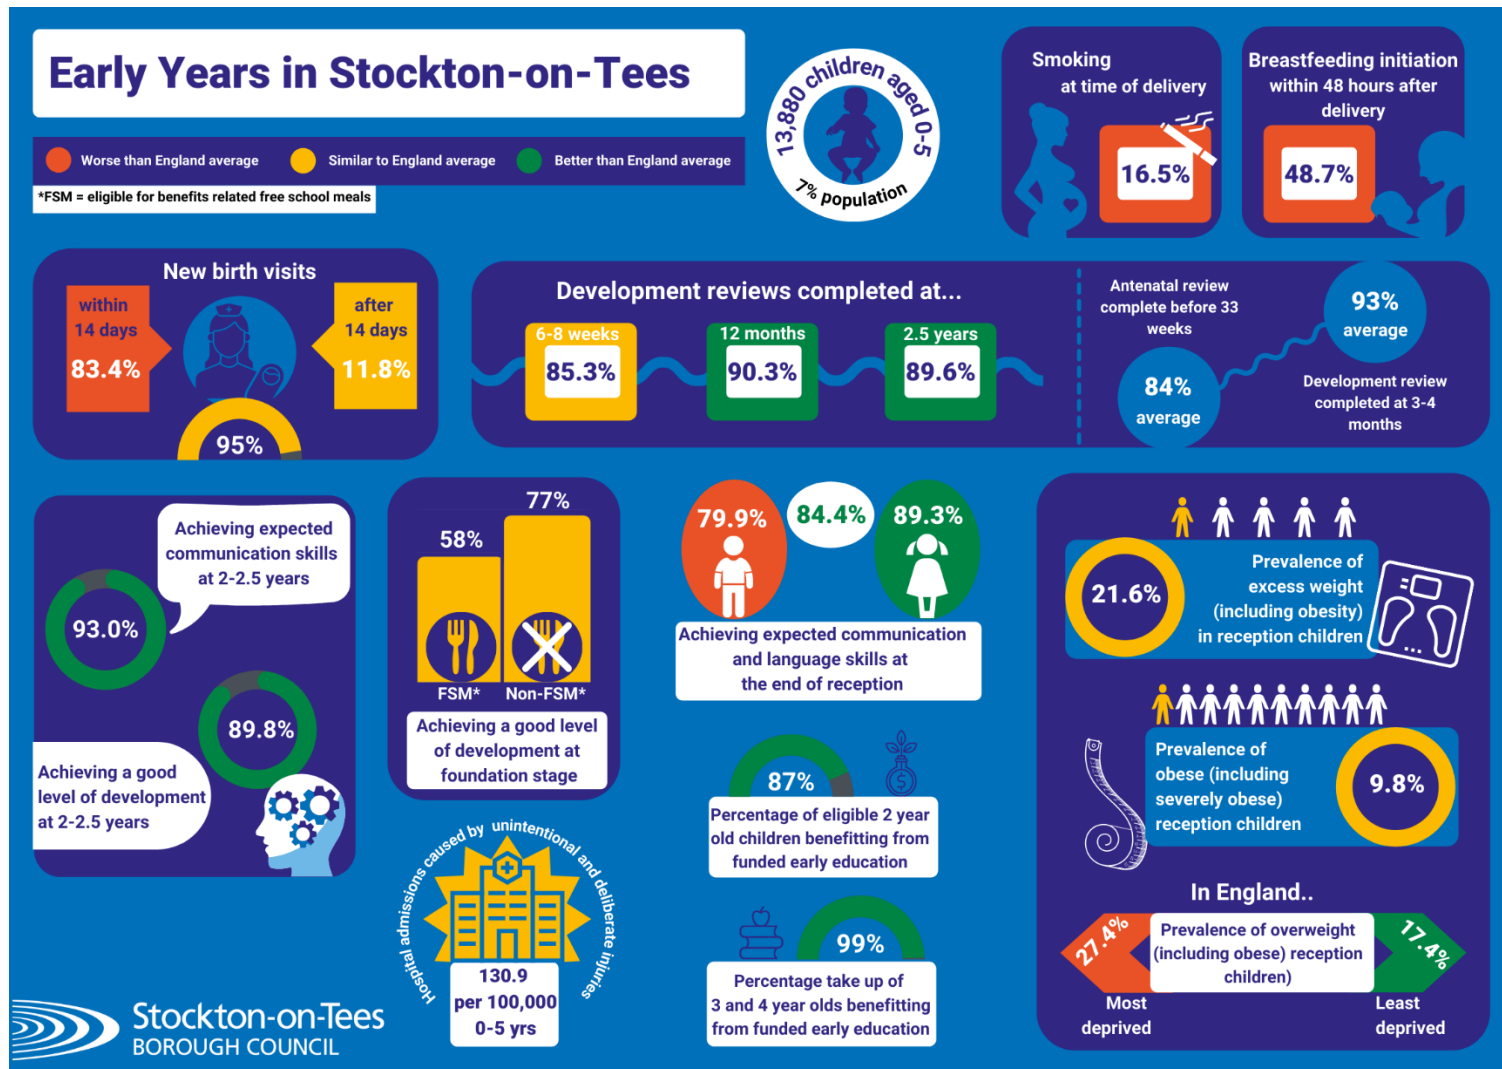 Early Years in Stockton-on-Tees
Worse than England average
Similar to England average
Better than England average
*FSM = eligible for benefits related free school meals
13,880 children aged 0-5
7% population
Smoking
at time of delivery
16.5%
Breastfeeding initiation
within 48 hours after
delivery
48.7%
New birth visits
within
14 days
83.4%
after
14 days
11.8%
95%
Development reviews completed at...
6-8 weeks
85.3%
12 months
90.3%
2.5 years
89.6%
Antenatal review
complete before 33
weeks
84%
average
93%
average
Development review
completed at 3-4
months
Achieving expected
communication skills
at 2-2.5 years
93.0%
89.8%
Achieving a good
level of development
at 2-2.5 years
58%
77%
FSM*
Non-FSM*
Achieving a good level
of development at
foundation stage
79.9%
84.4%
89.3%
Achieving expected communication
and language skills at
the end of reception
87%
Percentage of eligible 2 year
old children benefitting from
funded early education
99%
Percentage take up of
3 and 4 year olds benefitting
from funded early education
Hospital admissions caused by unintentional and deliberate injuries
130.9
per 100,000
0-5 yrs
21.6%
Prevalence of
excess weight
(including obesity)
in reception children
Prevalence of
obese (including
severely obese)
reception children
9.8%
In England..
27.4%
Prevalence of overweight
(including obese) reception
children)
17.4%
Most
deprived
Least
deprived
Stockton-on-Tees
BOROUGH COUNCIL